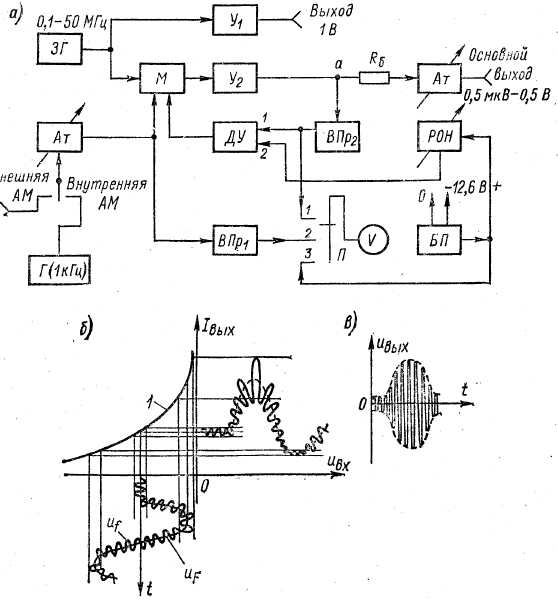 а)
0,1-50 МГц
ЗГ
У1
Выход
1 В
М
У2
а
Rб
Ат
Основной
выход
0,5 мкВ-0,5 В
Ат
ДУ
1
2
ВПр2
РОН
нешняя
АМ
Внутренняя
АМ
0
-12,6 В +
ВПр1
1
2
3
П
V
БП
Г(1кГц)
б)
Iвых
1
uвх
0
uf
uF
t
в)
uвых
0
t